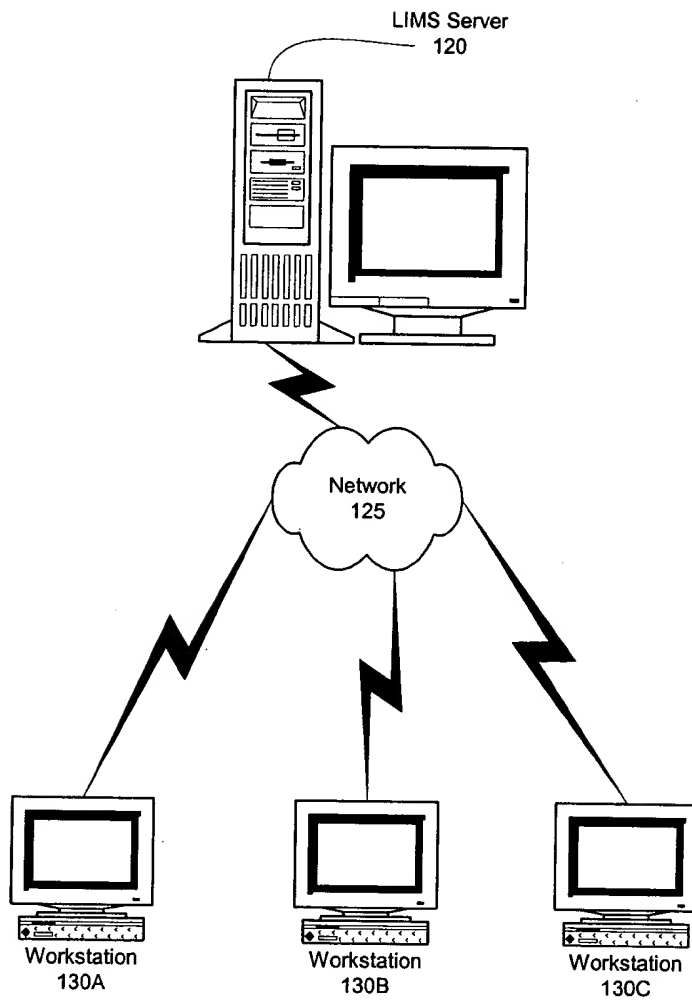 LIMS Server
120
Network
125
Workstation
130A
Workstation
130B
Workstation
130C